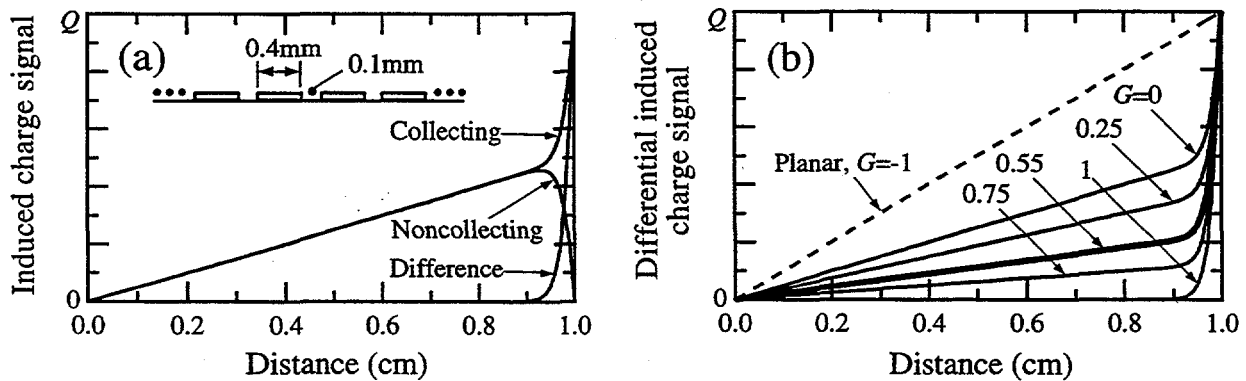 (a)
Induced charge signal
Q
0
0.4mm
0.1mm
Collecting
Noncollecting
Difference
0.0 0.2 0.4 0.6 0.8 1.0
Distance (cm)
(b)
Differential induced
charge signal
Q
0
Planar, G=-1
G=0
0.25
0.55
1
0.75
0.0 0.2 0.4 0.6 0.8 1.0
Distance (cm)